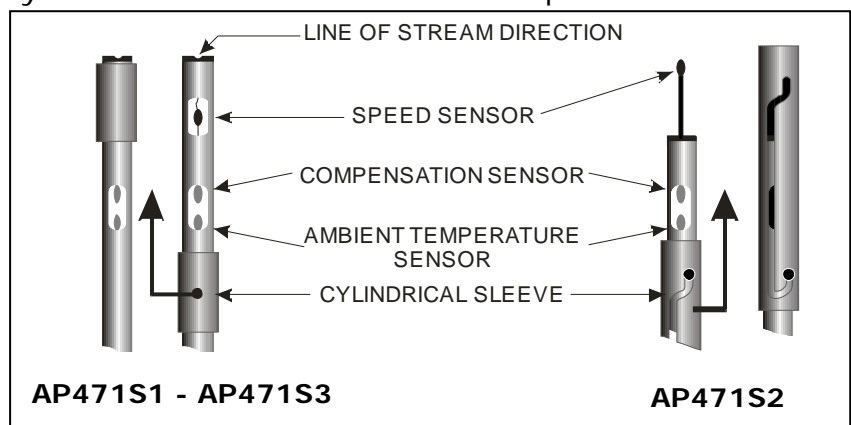 LINE OF STREAM DIRECTION
SPEED SENSOR
COMPENSATION SENSOR
AMBIENT TEMPERATURE
SENSOR
CYLINDRICAL SLEEVE
AP471S1 - AP471S3
AP471S2